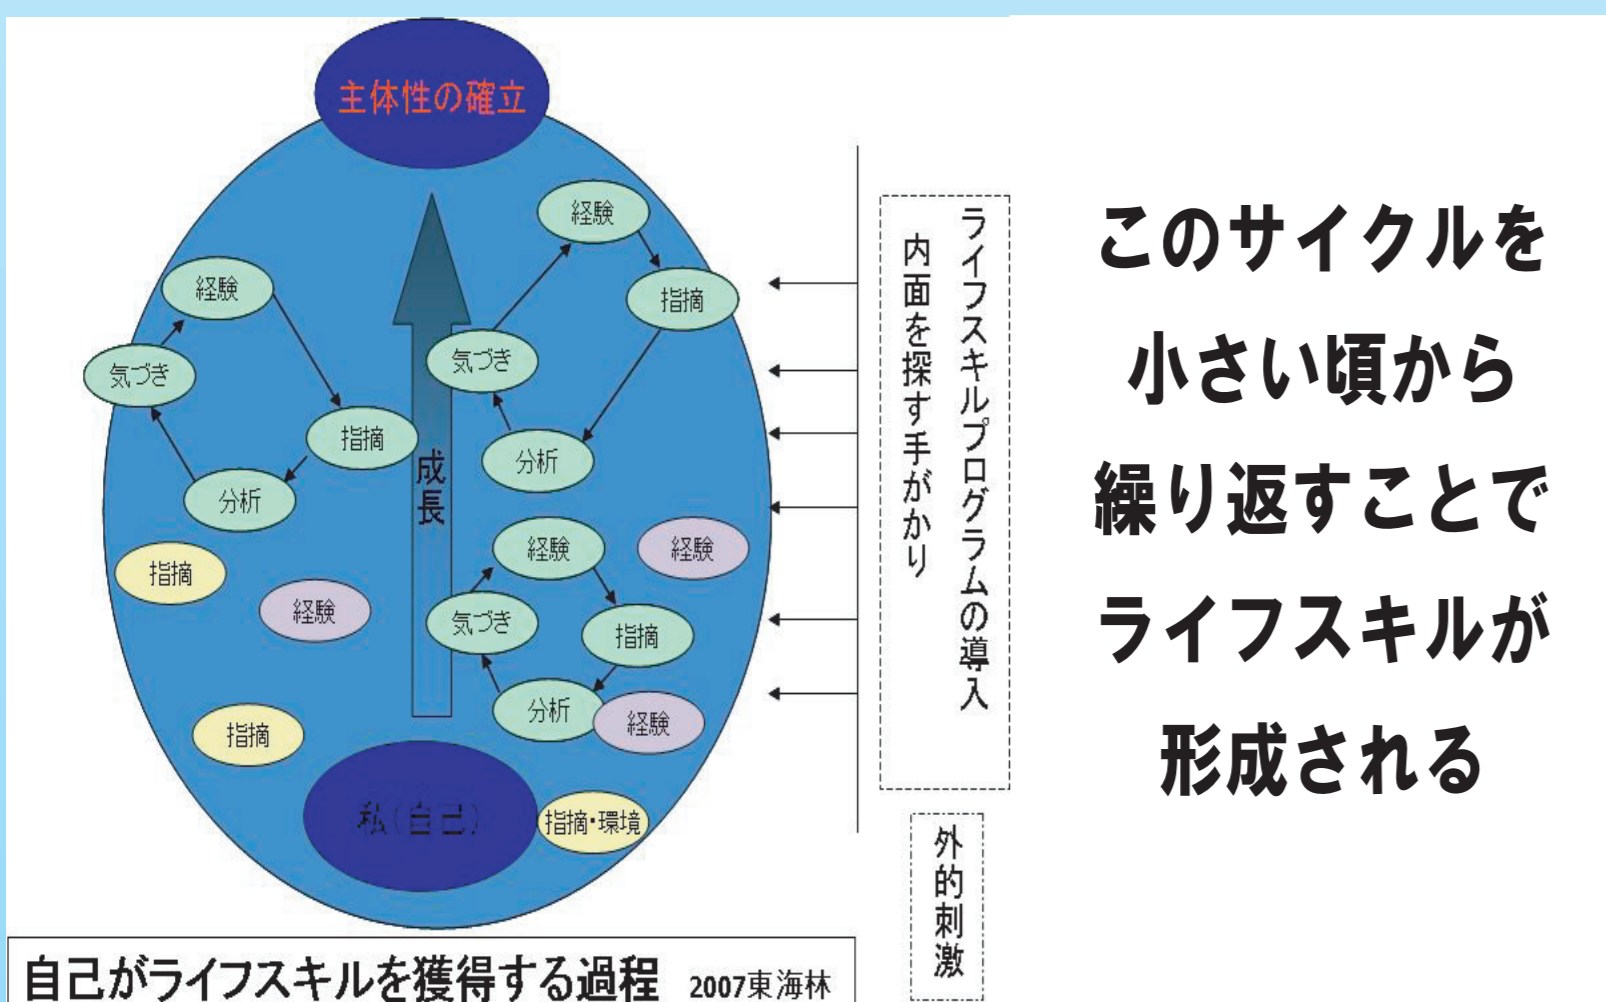 主体性の確立
経験
指摘
気づき
分析
経験
気づき
指摘
分析
成長
経験
気づき
指摘
分析
経験
経験
指摘
経験
指摘
私(自己)
指摘・環境
ライフスキルプログラムの導入
内面を探す手がかり
外的刺激
自己がライフスキルを獲得する過程 2007東海林
このサイクルを
小さい頃から
繰り返すことで
ライフスキルが
形成される